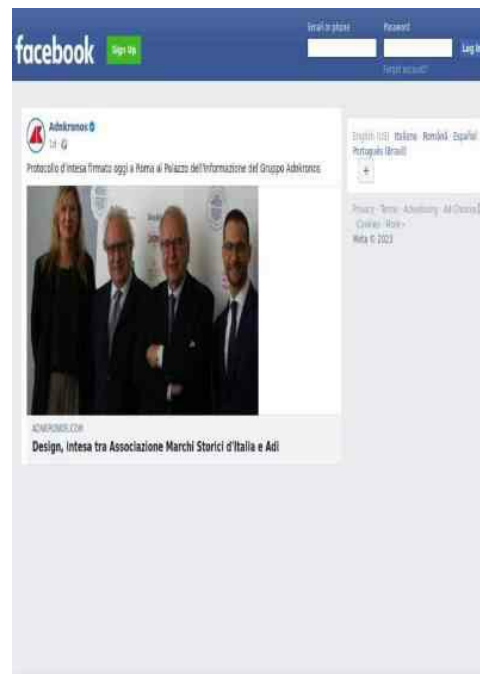 facebook
Sign Up
Email or phone
Password
Log In
Forgot account?
Adnkronos
1d
Protocollo d'intesa firmato oggi a Roma al Palazzo dell'Informazione del Gruppo Adnkronos
ADNKRONOS.COM
Design, intesa tra Associazione Marchi Storici d'Italia e Adi
English (US) Italiano Română Español
Português (Brasil)
+
Privacy · Terms · Advertising · Ad Choices
Cookies · More
Meta © 2023